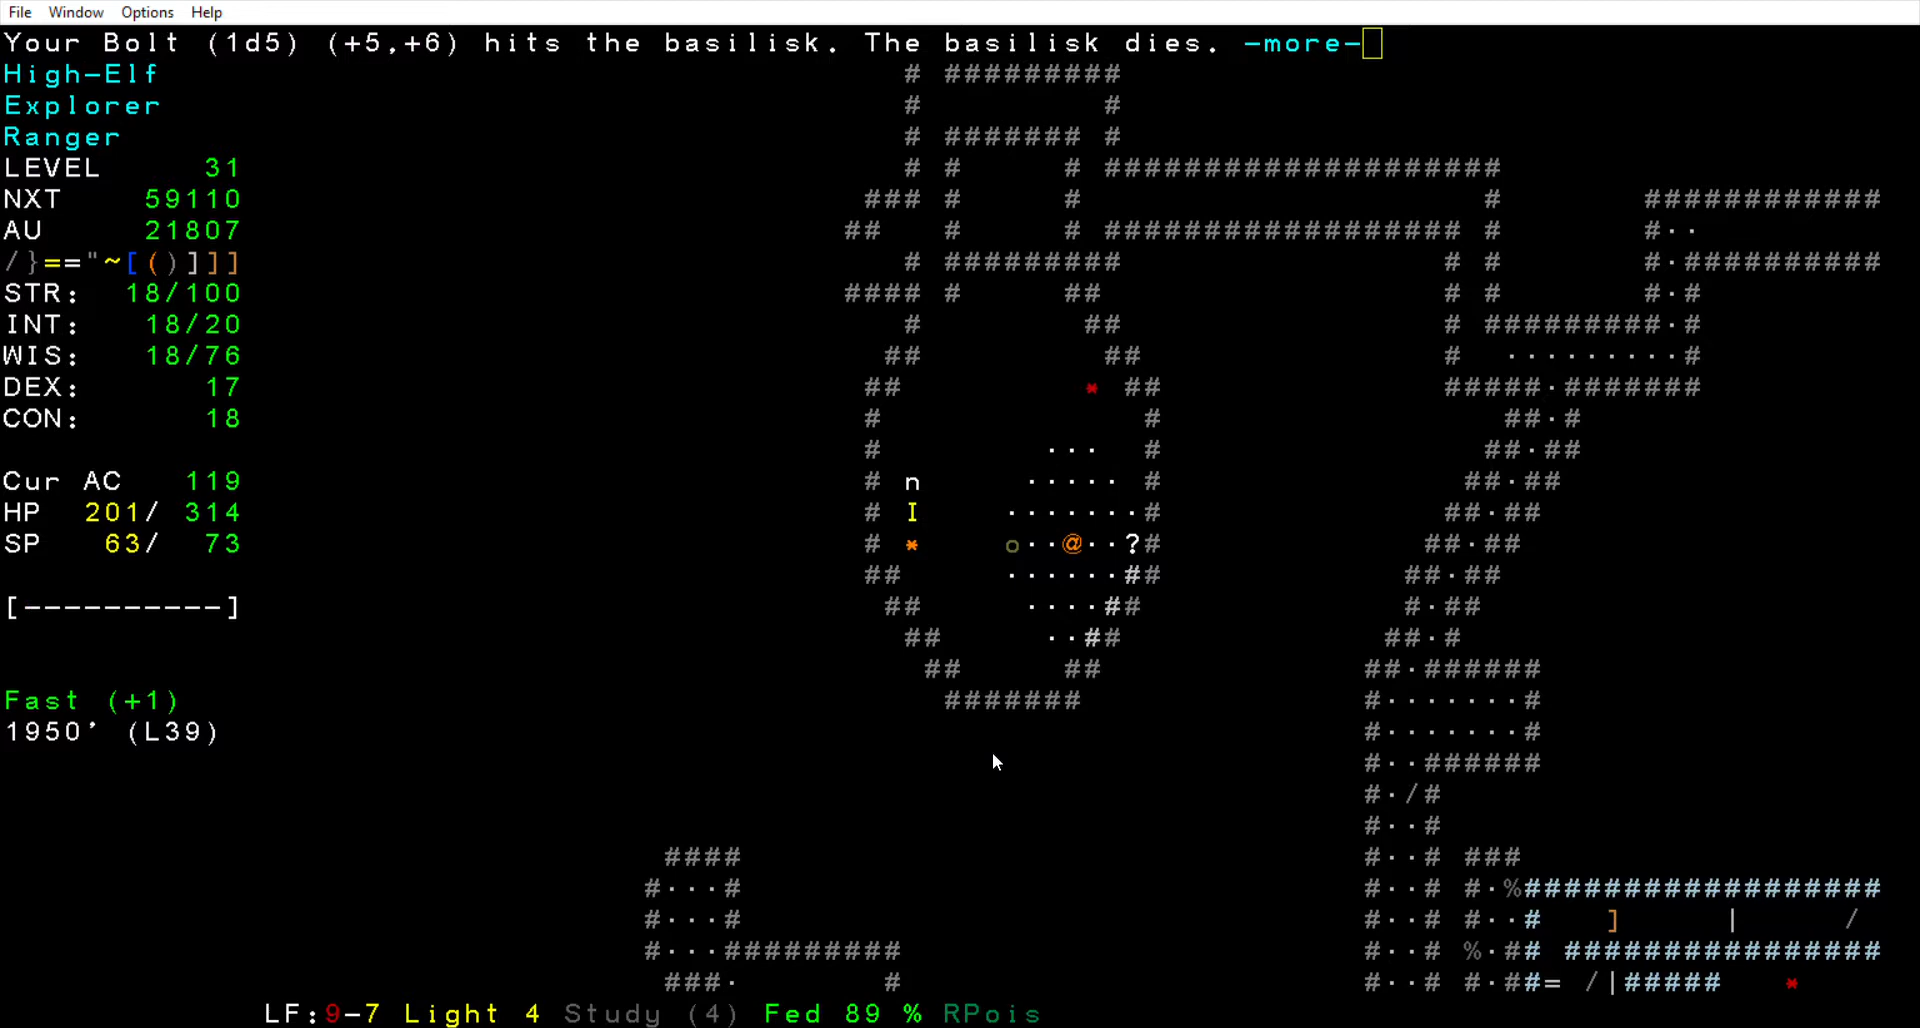 File Window Options Help
Your Bolt (1d5) (+5,+6) hits the basilisk. The basilisk dies. -more-
High-Elf
Explorer
Ranger
LEVEL 31
NXT 59110
AU 21807
/}=="~[()]]]
STR: 18/100
INT: 18/20
WIS: 18/76
DEX: 17
CON: 18
Cur AC 119
HP 201/ 314
SP 63/ 73
[----------]
Fast (+1)
1950' (L39)
LF:9-7 Light 4 Study (4) Fed 89 % RPois